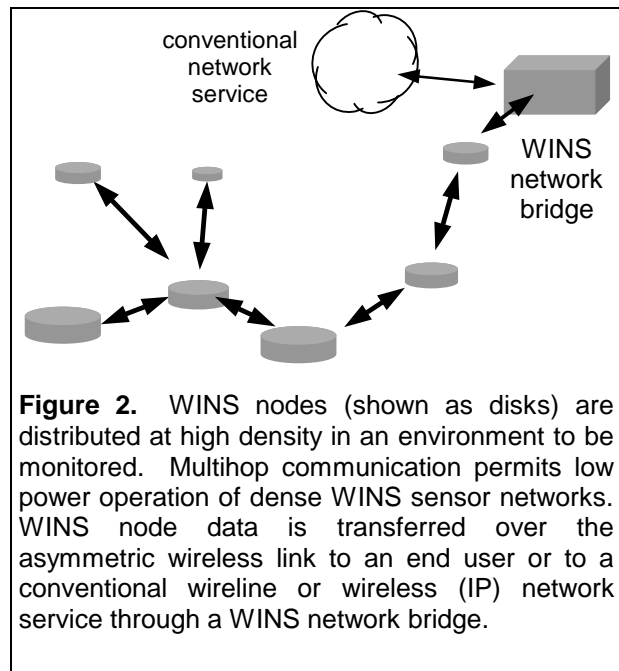 conventional
network
service
WINS
network
bridge
Figure 2. WINS nodes (shown as disks) are
distributed at high density in an environment to be
monitored. Multihop communication permits low
power operation of dense WINS sensor networks.
WINS node data is transferred over the
asymmetric wireless link to an end user or to a
conventional wireline or wireless (IP) network
service through a WINS network bridge.